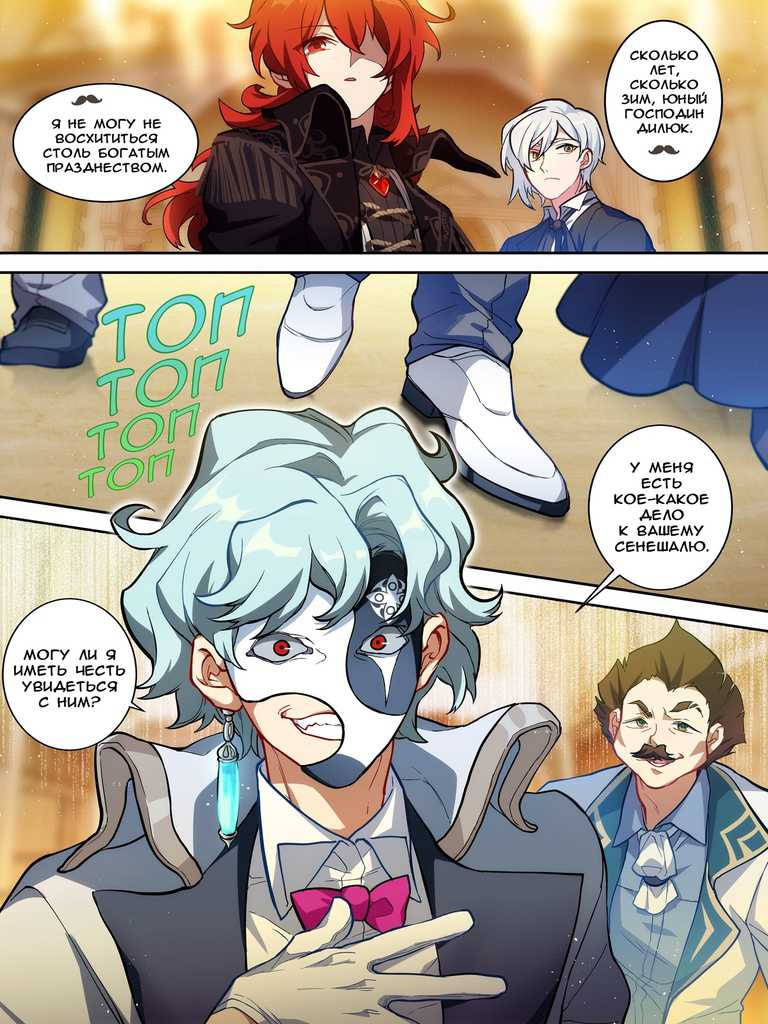 СКОЛЬКО
ЛЕТ,
СКОЛЬКО
ЗИМ, ЮНЫЙ
ГОСПОДИН
ДИЛЮК.
Я НЕ МОГУ НЕ
ВОСХИТИТЬСЯ
СТОЛЬ БОГАТЫМ
ПРАЗДНЕСТВОМ.
ТОП
ТОП
ТОП
ТОП
У МЕНЯ
ЕСТЬ
КОЕ-КАКОЕ
ДЕЛО
К ВАШЕМУ
СЕНЕШАЛЮ.
МОГУ ЛИ Я
ИМЕТЬ ЧЕСТЬ
УВИДЕТЬСЯ
С НИМ?